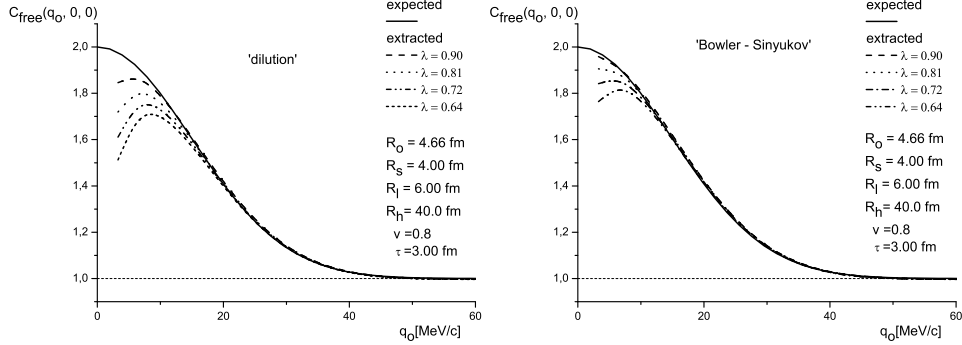 C_free(q_o, 0, 0)
expected
extracted
'dilution'
λ = 0.90
λ = 0.81
λ = 0.72
λ = 0.64
R_o = 4.66 fm
R_s = 4.00 fm
R_l = 6.00 fm
R_h= 40.0 fm
v =0.8
τ =3.00 fm
2,0
1,8
1,6
1,4
1,2
1,0
0 20 40 60
q_o[MeV/c]
C_free(q_o, 0, 0)
expected
extracted
'Bowler - Sinyukov'
λ = 0.90
λ = 0.81
λ = 0.72
λ = 0.64
R_o = 4.66 fm
R_s = 4.00 fm
R_l = 6.00 fm
R_h= 40.0 fm
v =0.8
τ =3.00 fm
2,0
1,8
1,6
1,4
1,2
1,0
0 20 40 60
q_o[MeV/c]